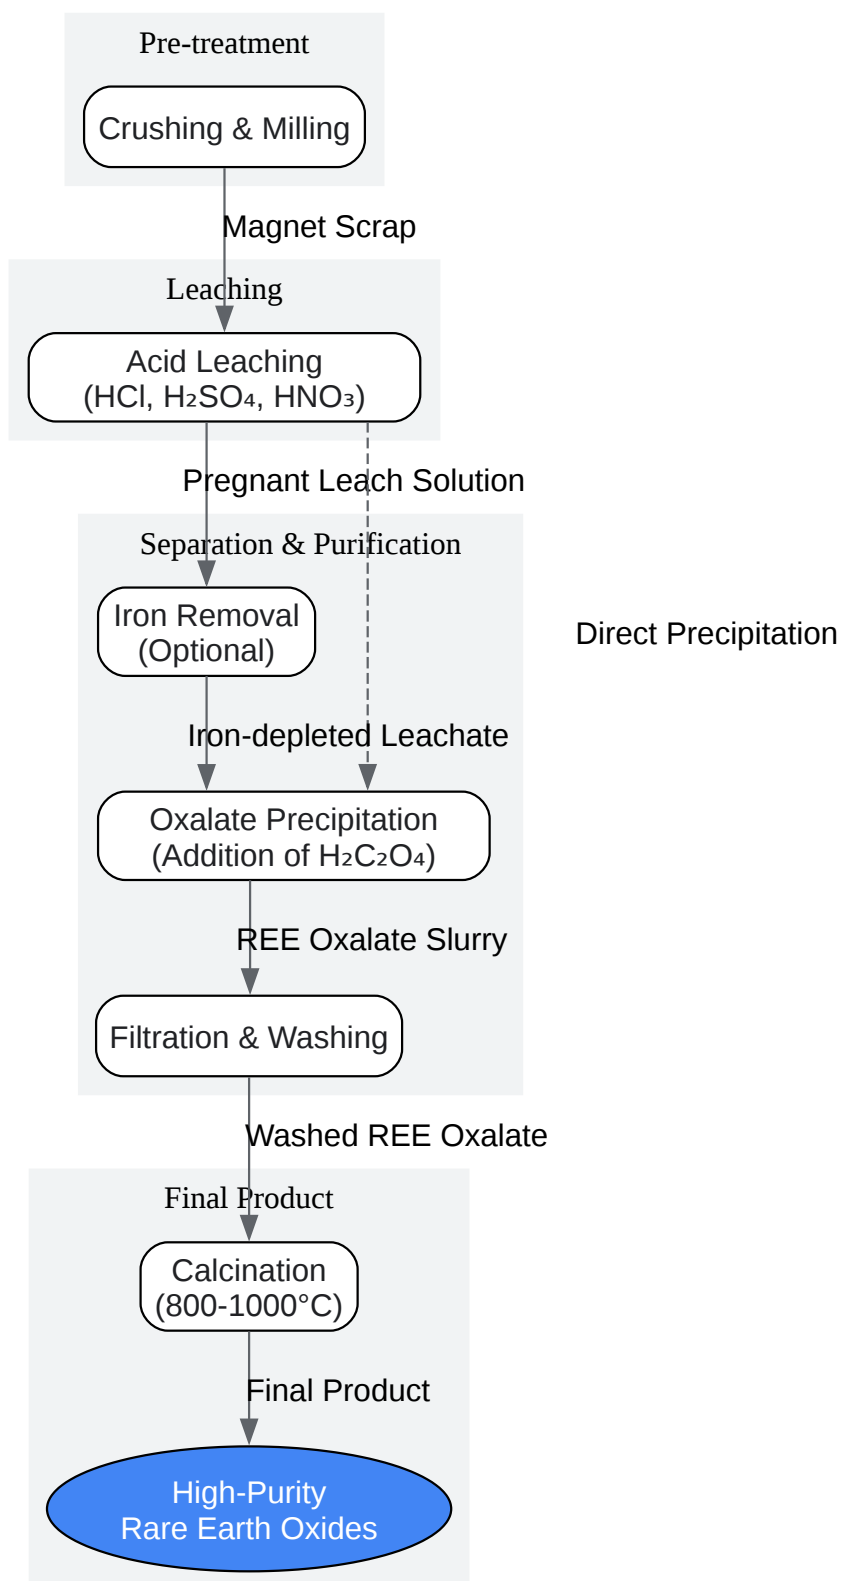 Pre-treatment
Crushing & Milling
Magnet Scrap
Leaching
Acid Leaching
(HCl, H₂SO₄, HNO₃)
Pregnant Leach Solution
Separation & Purification
Iron Removal
(Optional)
Direct Precipitation
Iron-depleted Leachate
Oxalate Precipitation
(Addition of H₂C₂O₄)
REE Oxalate Slurry
Filtration & Washing
Washed REE Oxalate
Final Product
Calcination
(800-1000°C)
Final Product
High-Purity
Rare Earth Oxides